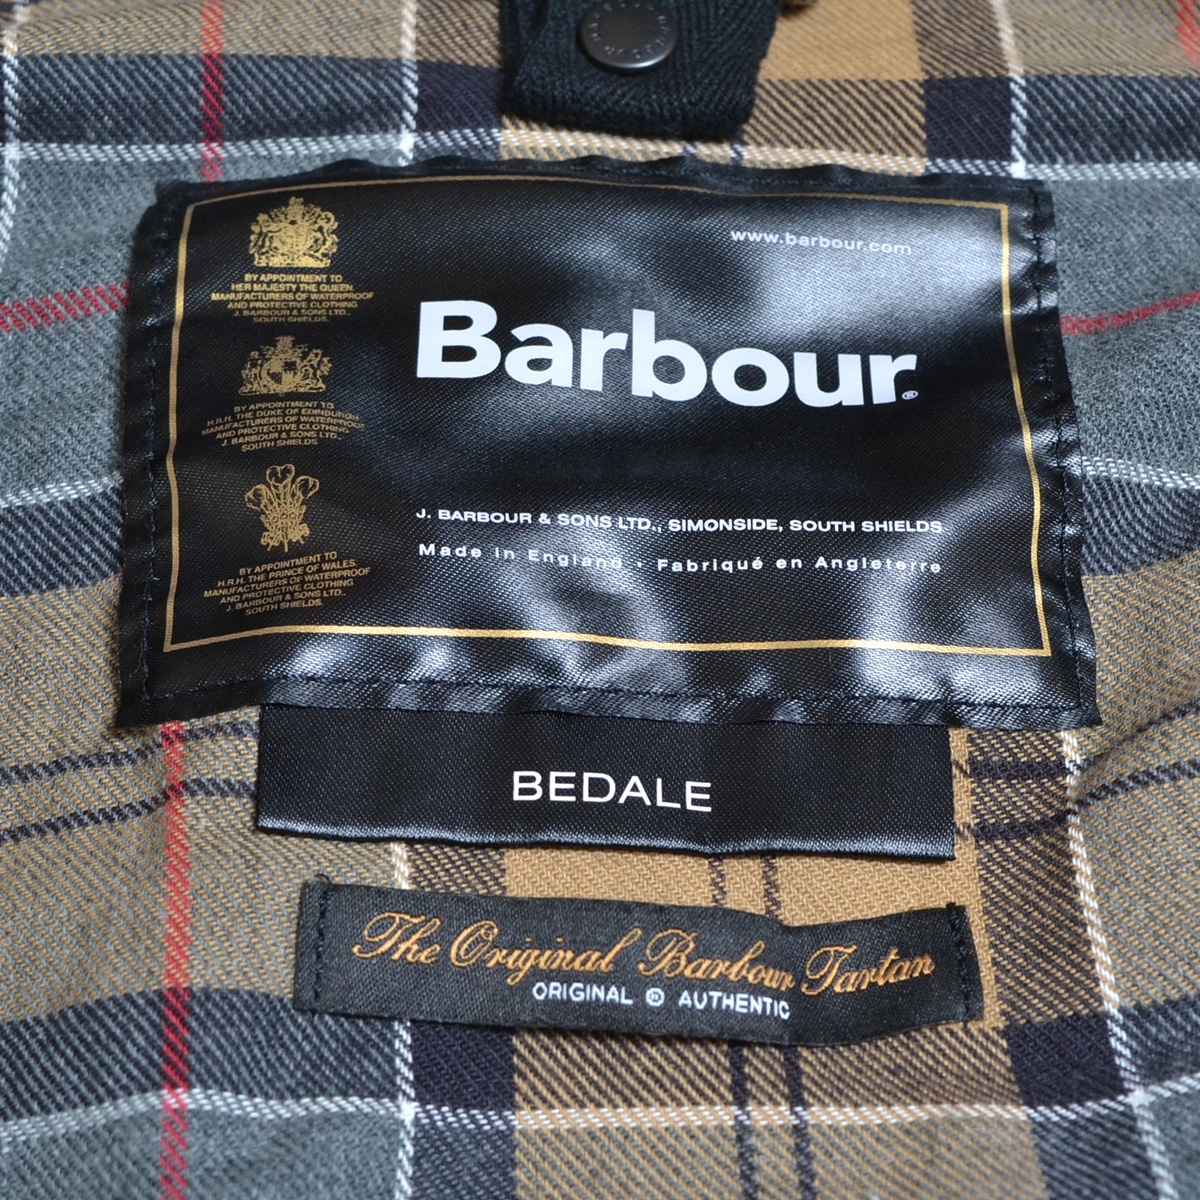 www.barbour.com
BY APPOINTMENT TO
HER MAJESTY THE QUEEN
MANUFACTURERS OF WATERPROOF
AND PROTECTIVE CLOTHING
J. BARBOUR & SONS LTD.,
SOUTH SHIELDS.
Barbour®
BY APPOINTMENT TO
H.R.H. THE DUKE OF EDINBURGH
MANUFACTURERS OF WATERPROOF
AND PROTECTIVE CLOTHING
J. BARBOUR & SONS LTD.,
SOUTH SHIELDS.
BY APPOINTMENT TO
H.R.H. THE PRINCE OF WALES
MANUFACTURERS OF WATERPROOF
AND PROTECTIVE CLOTHING
J. BARBOUR & SONS LTD.,
SOUTH SHIELDS.
J. BARBOUR & SONS LTD., SIMONSIDE, SOUTH SHIELDS
Made in England · Fabriqué en Angleterre
BEDALE
The Original Barbour Tartan
ORIGINAL ® AUTHENTIC